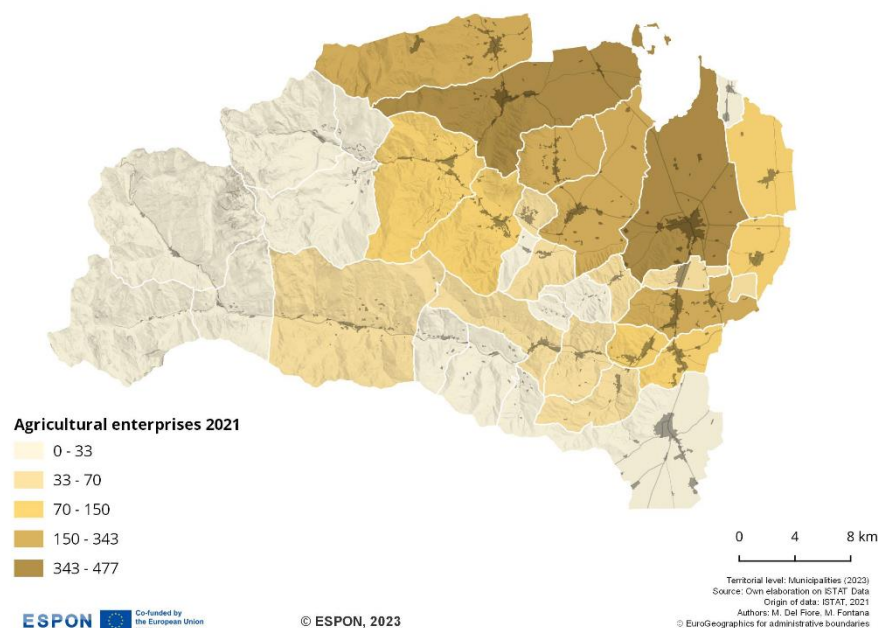 Agricultural enterprises 2021
0 - 33
33 - 70
70 - 150
150 - 343
343 - 477
0 4 8 km
Territorial level: Municipalities (2023)
Source: Own elaboration on ISTAT Data
Origin of data: ISTAT, 2021
Authors: M. Del Fiore, M. Fontana
© EuroGeographics for administrative boundaries
ESPON
Co-funded by
the European Union
© ESPON, 2023